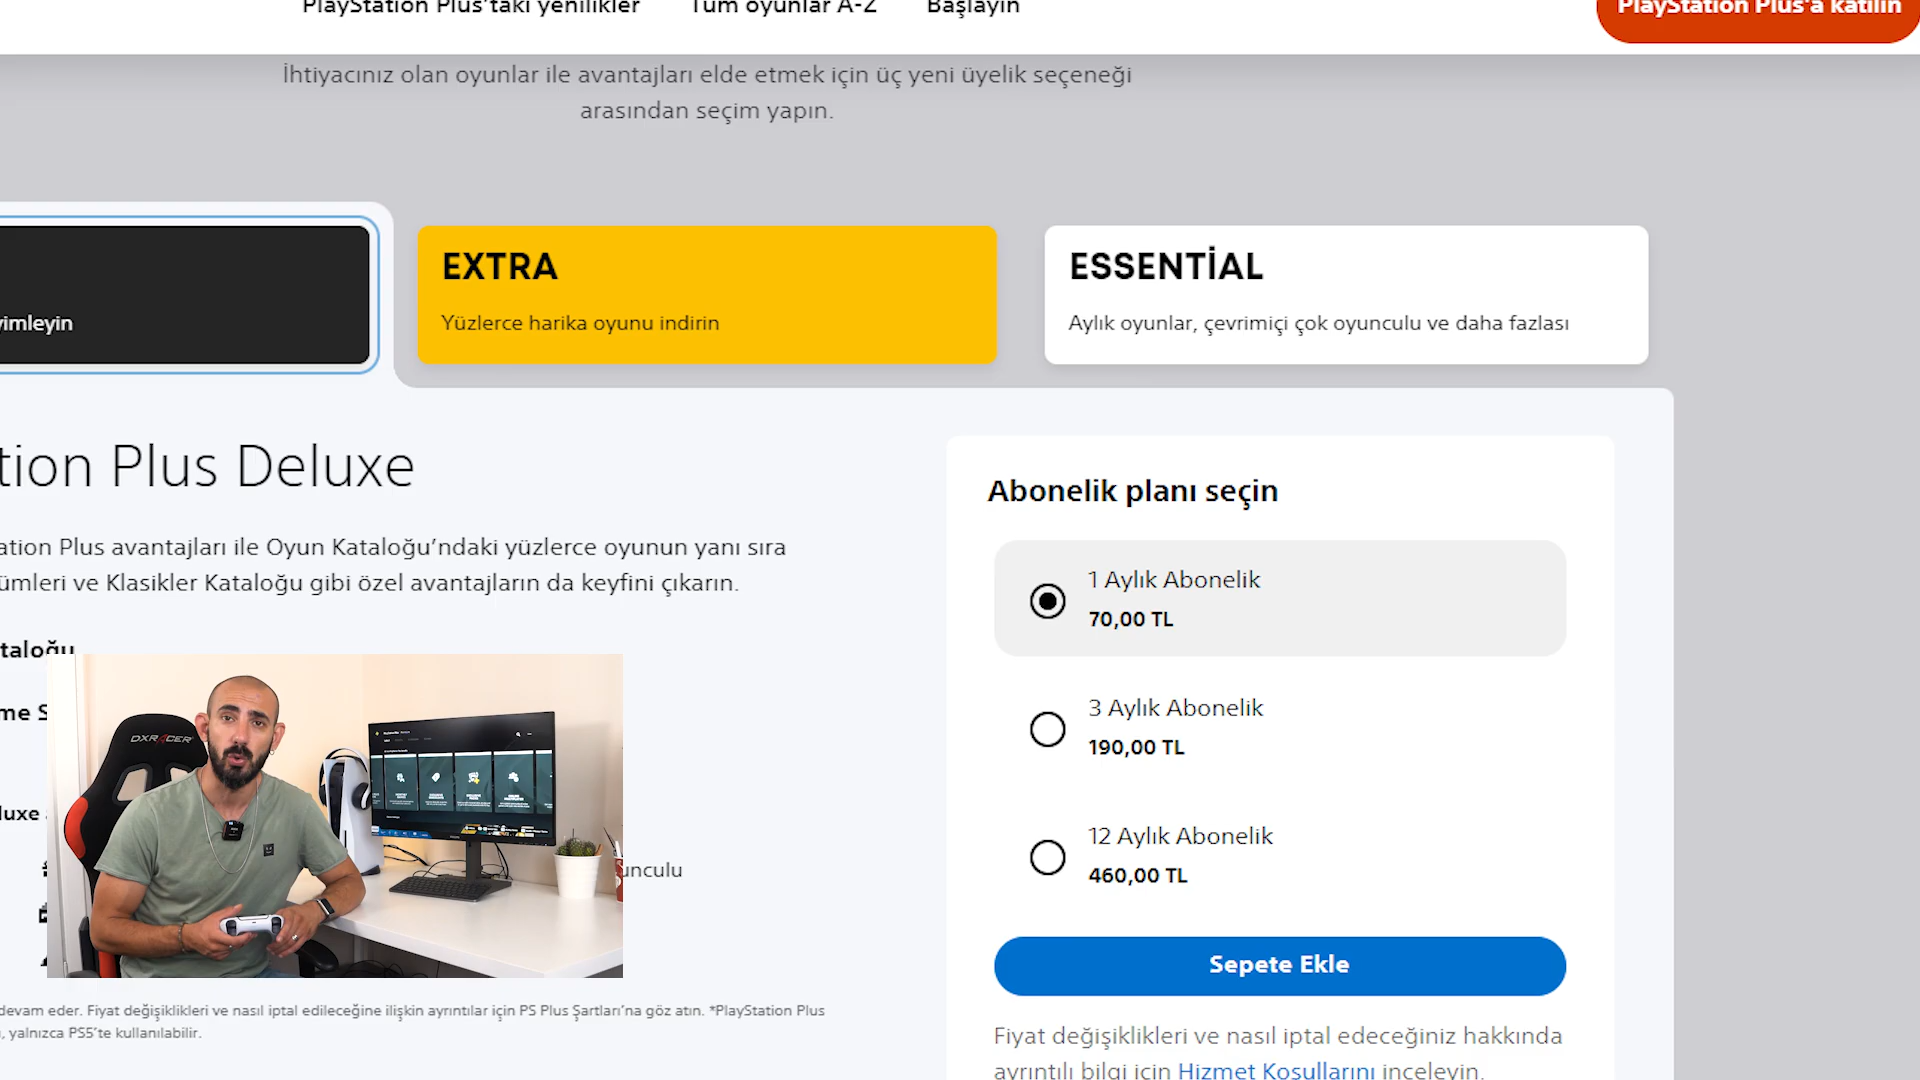 PlayStation Plus'taki yenilikler Tüm oyunlar A-Z Başlayın PlayStation Plus'a katılın
İhtiyacınız olan oyunlar ile avantajları elde etmek için üç yeni üyelik seçeneği
arasından seçim yapın.
yimleyin
EXTRA
Yüzlerce harika oyunu indirin
ESSENTİAL
Aylık oyunlar, çevrimiçi çok oyunculu ve daha fazlası
tion Plus Deluxe
ation Plus avantajları ile Oyun Kataloğu'ndaki yüzlerce oyunun yanı sıra
ümleri ve Klasikler Kataloğu gibi özel avantajların da keyfini çıkarın.
taloğu
me S
luxe
unculu
DXRACER
devam eder. Fiyat değişiklikleri ve nasıl iptal edileceğine ilişkin ayrıntılar için PS Plus Şartları'na göz atın. *PlayStation Plus
, yalnızca PS5'te kullanılabilir.
Abonelik planı seçin
1 Aylık Abonelik
70,00 TL
3 Aylık Abonelik
190,00 TL
12 Aylık Abonelik
460,00 TL
Sepete Ekle
Fiyat değişiklikleri ve nasıl iptal edeceğiniz hakkında
ayrıntılı bilgi için Hizmet Koşullarını inceleyin.